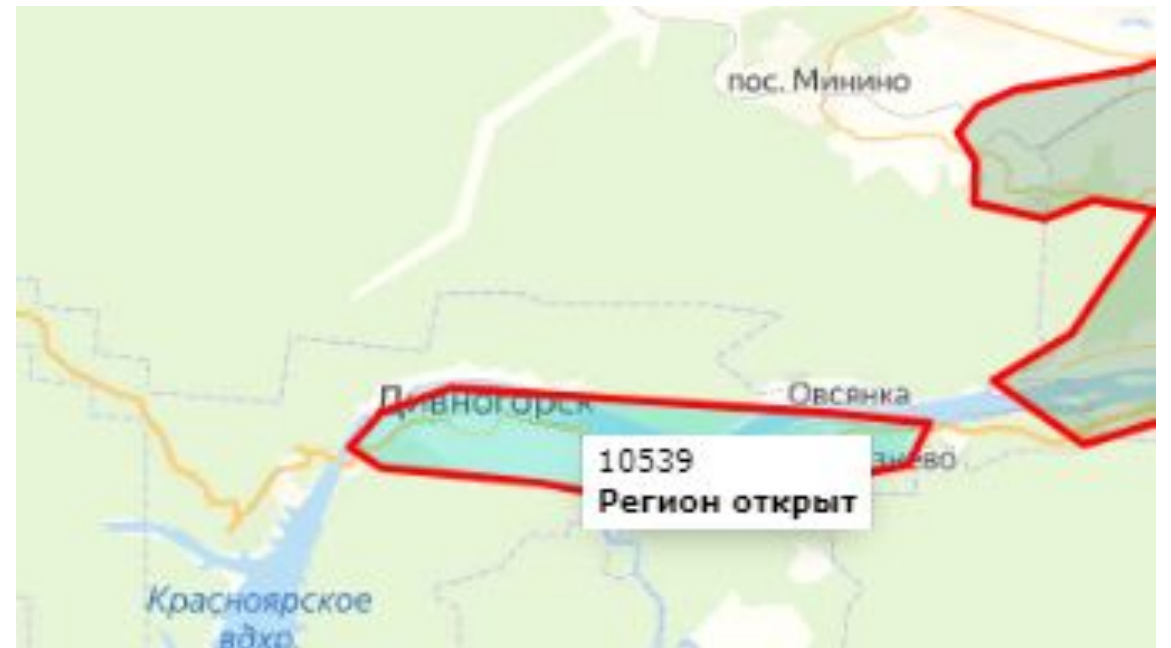 пос. Минино
Дивногорск
Овсянка
10539
Регион открыт
Красноярское
вдхр.